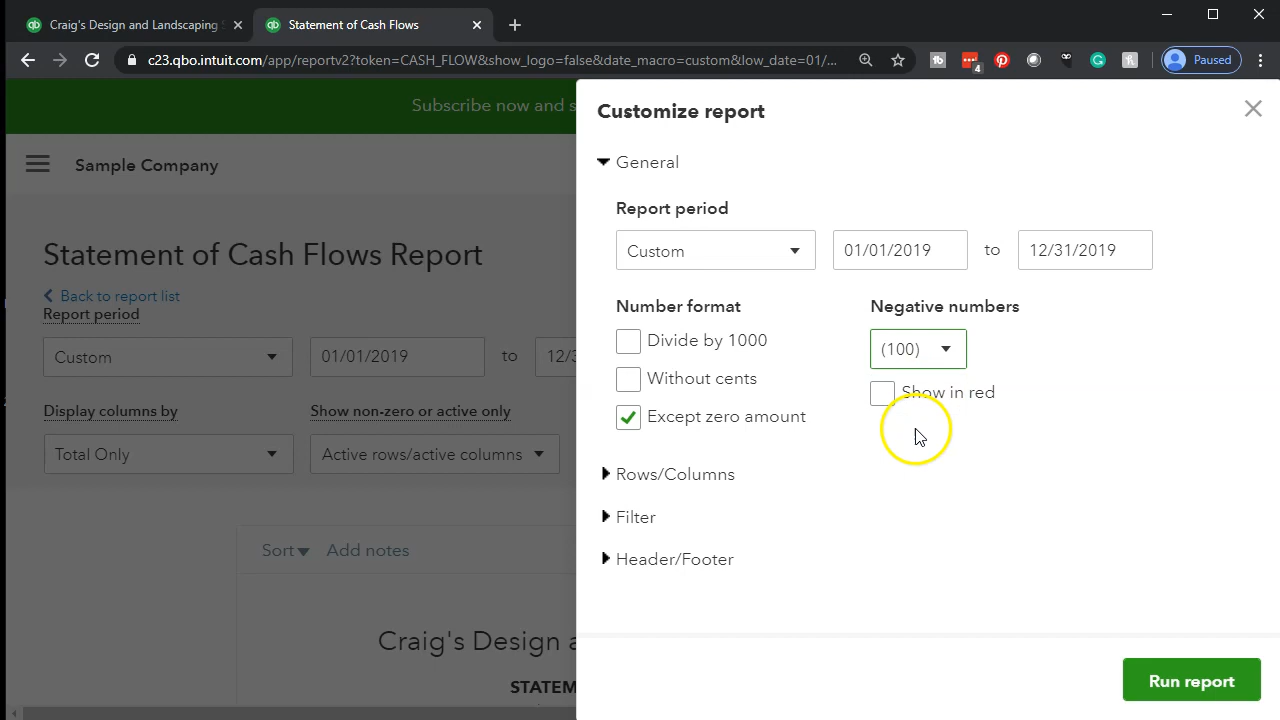 Craig's Design and Landscaping
Statement of Cash Flows
c23.qbo.intuit.com/app/reportv2?token=CASH_FLOW&show_logo=false&date_macro=custom&low_date=01/...
4
Paused
Subscribe now and s
Customize report
Sample Company
General
Report period
Custom
01/01/2019
to
12/31/2019
Statement of Cash Flows Report
Back to report list
Report period
Custom
01/01/2019
to
12/3
Number format
Negative numbers
Divide by 1000
(100)
Without cents
Show in red
Except zero amount
Display columns by
Show non-zero or active only
Total Only
Active rows/active columns
Rows/Columns
Filter
Header/Footer
Sort
Add notes
Craig's Design a
STATEM
Run report